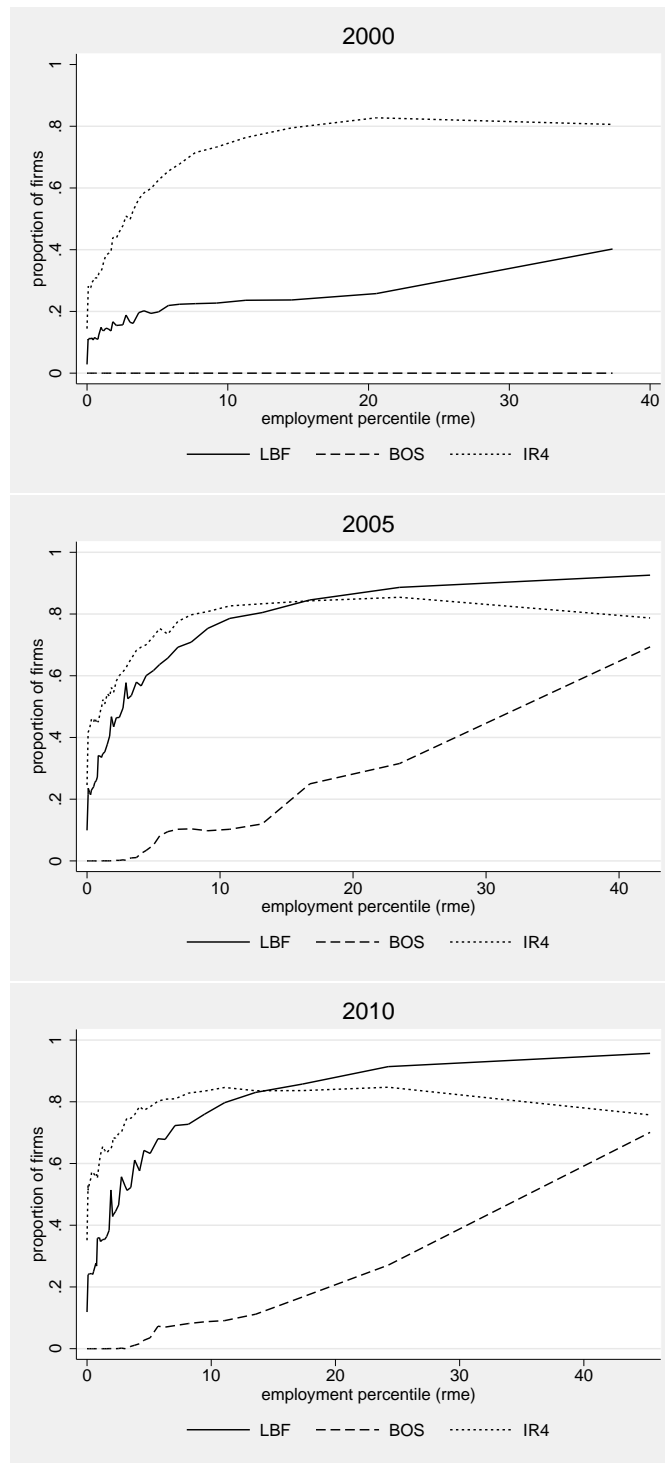 2000
1
.8
.6
.4
.2
0
proportion of firms
0 10 20 30 40
employment percentile (rme)
LBF BOS IR4
2005
1
.8
.6
.4
.2
0
proportion of firms
0 10 20 30 40
employment percentile (rme)
LBF BOS IR4
2010
1
.8
.6
.4
.2
0
proportion of firms
0 10 20 30 40
employment percentile (rme)
LBF BOS IR4